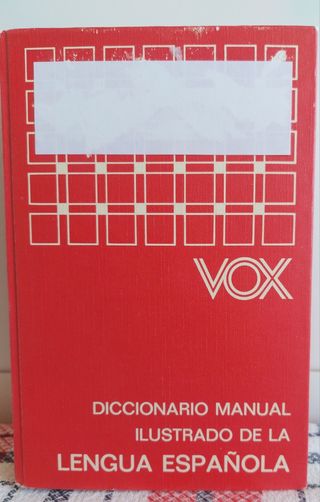 VOX
DICCIONARIO MANUAL
ILUSTRADO DE LA
LENGUA ESPAÑOLA